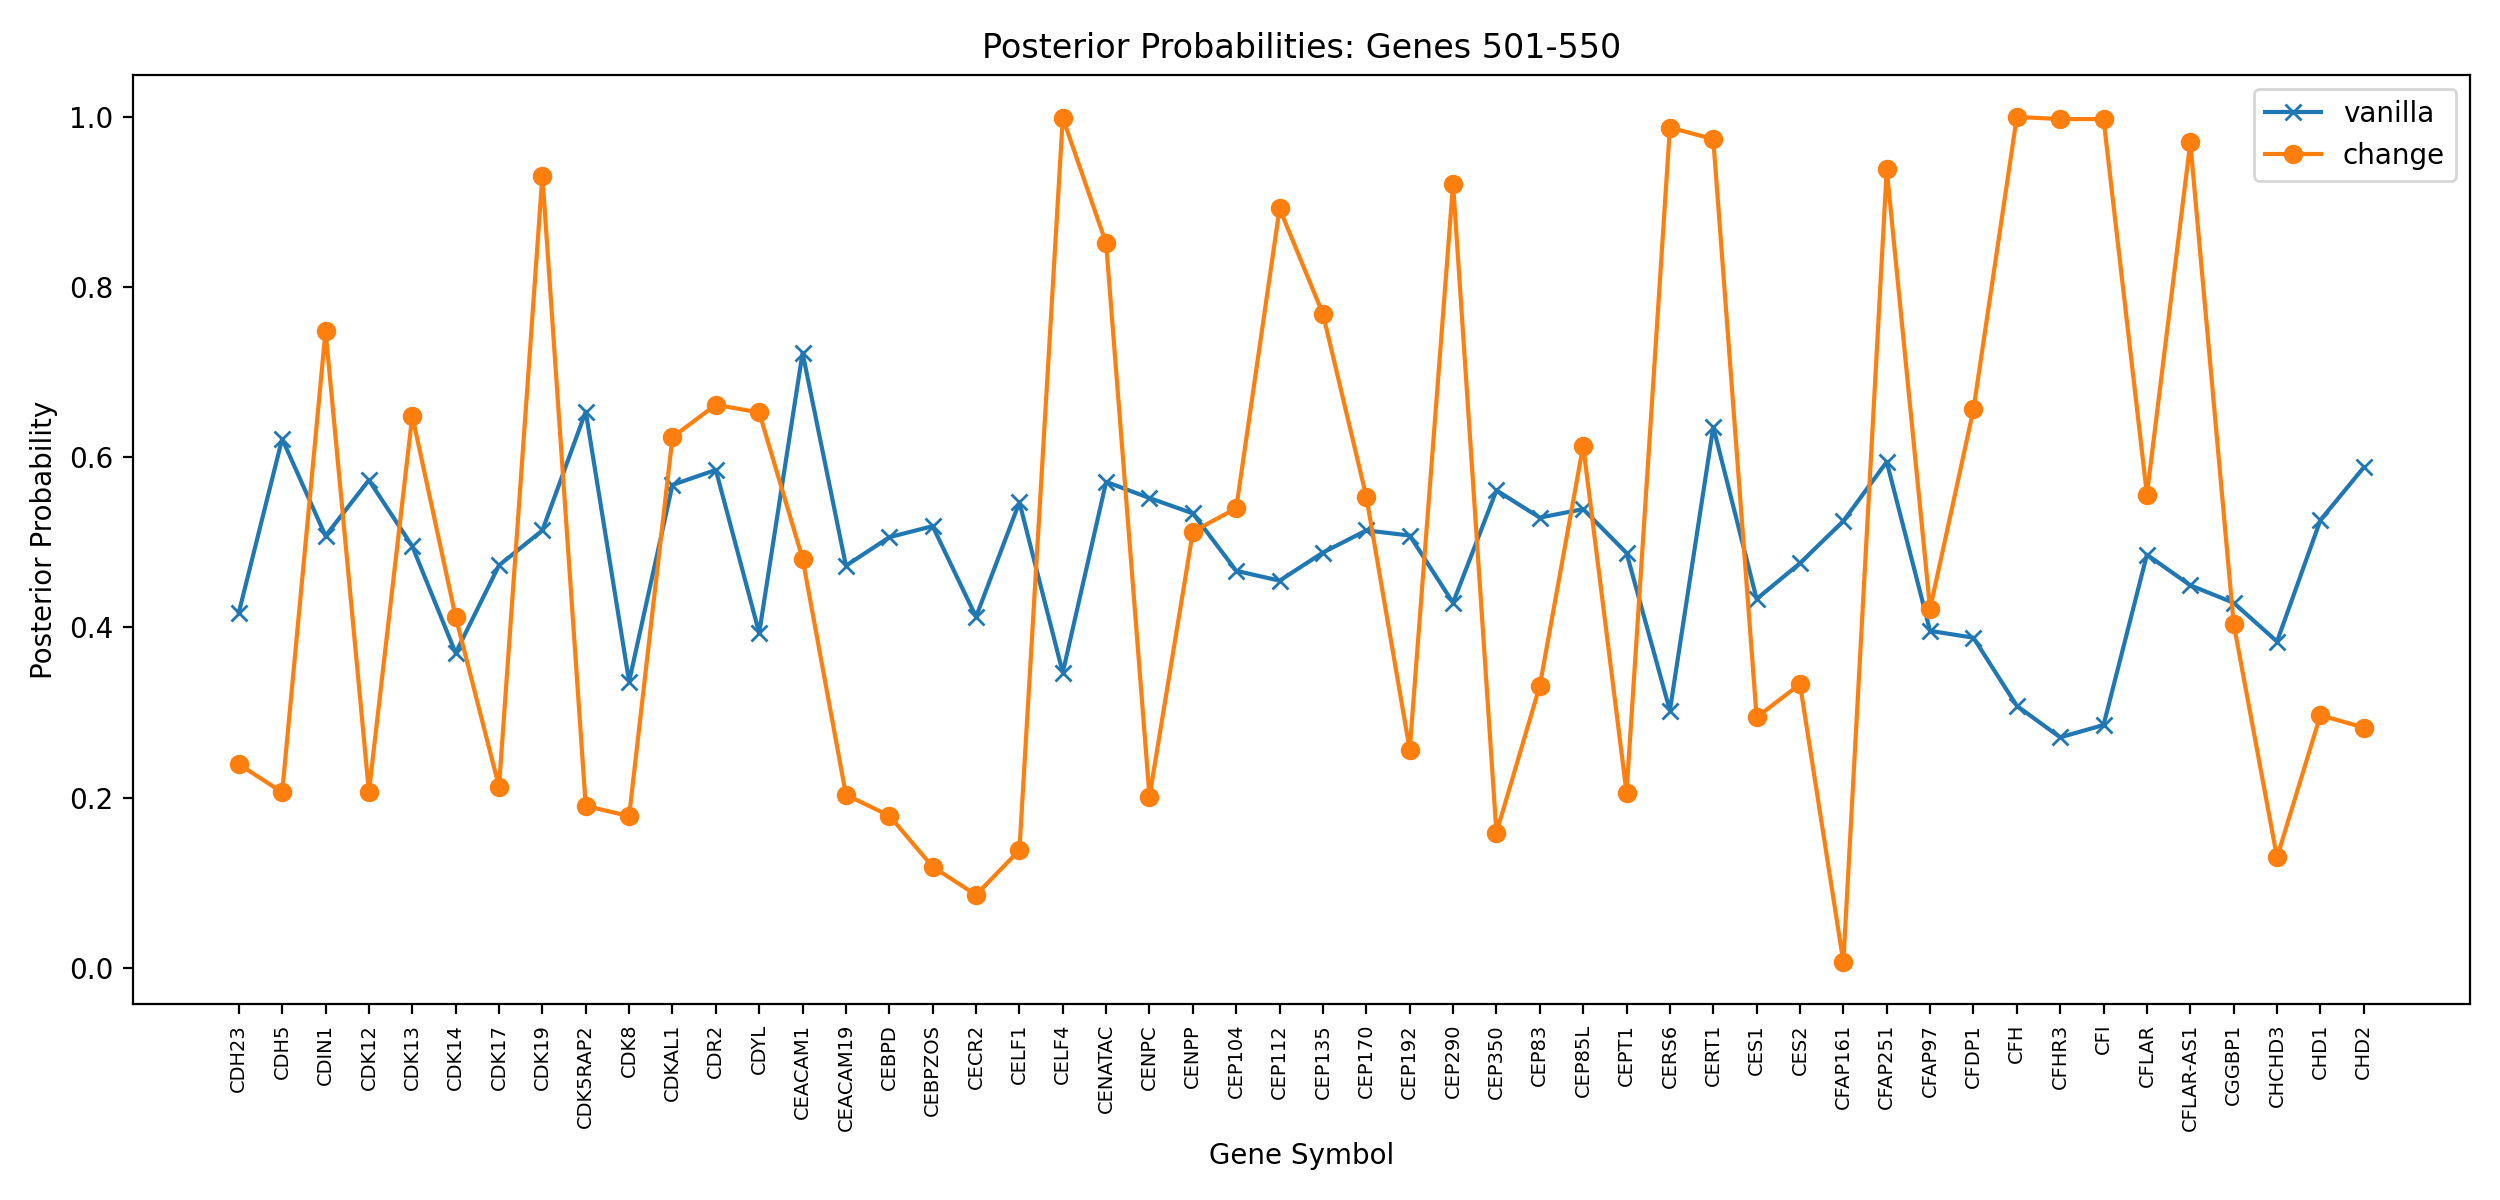 Posterior Probabilities: Genes 501-550
vanilla
change
Posterior Probability
1.0
0.8
0.6
0.4
0.2
0.0
CDH23
CDH5
CDIN1
CDK12
CDK13
CDK14
CDK17
CDK19
CDK5RAP2
CDK8
CDKAL1
CDR2
CDYL
CEACAM1
CEACAM19
CEBPD
CEBPZOS
CECR2
CELF1
CELF4
CENATAC
CENPC
CENPP
CEP104
CEP112
CEP135
CEP170
CEP192
CEP290
CEP350
CEP83
CEP85L
CEPT1
CERS6
CERT1
CES1
CES2
CFAP161
CFAP251
CFAP97
CFDP1
CFH
CFHR3
CFI
CFLAR
CFLAR-AS1
CGGBP1
CHCHD3
CHD1
CHD2
Gene Symbol